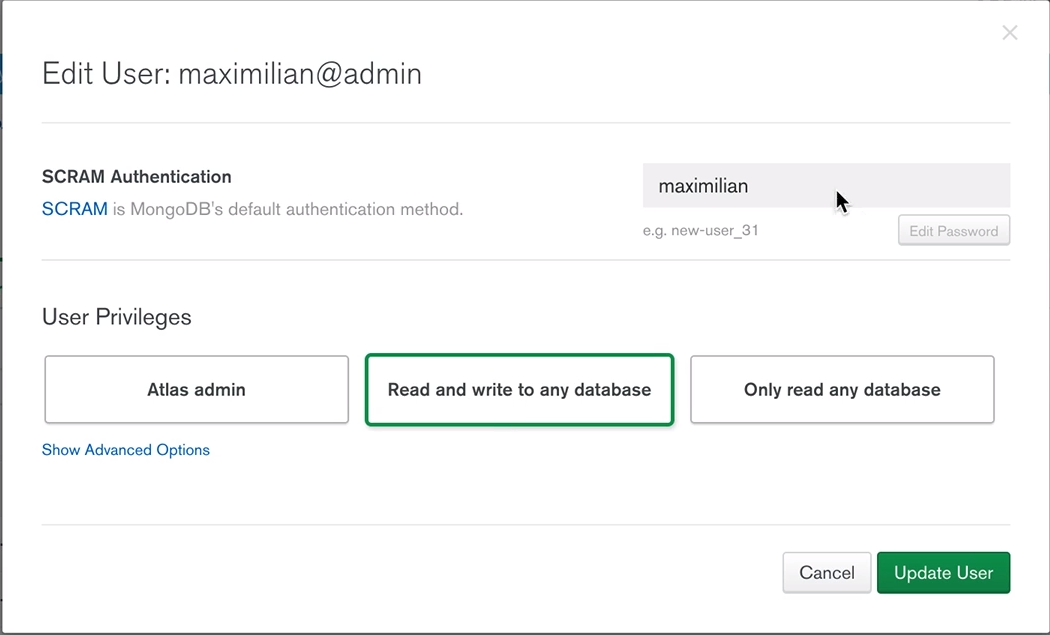 Edit User: maximilian@admin
SCRAM Authentication
SCRAM is MongoDB's default authentication method.
maximilian
e.g. new-user_31
Edit Password
User Privileges
Atlas admin
Read and write to any database
Only read any database
Show Advanced Options
Cancel
Update User